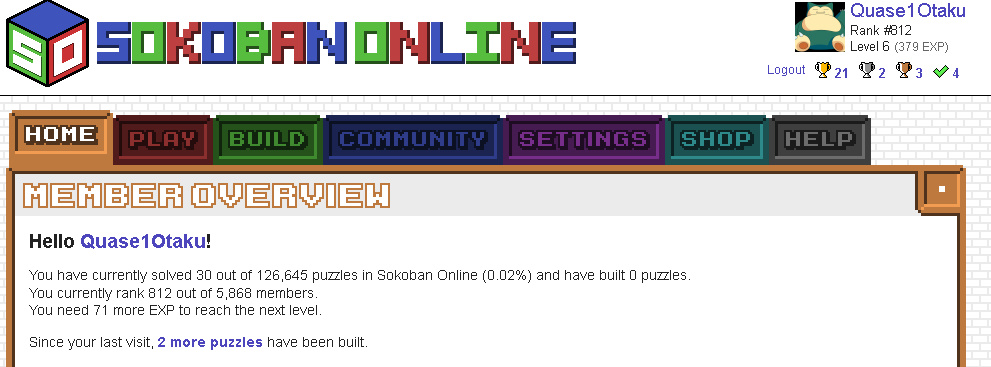 SO
SOKOBAN ONLINE
Quase1Otaku
Rank #812
Level 6 (379 EXP)
Logout 21 2 3 4
HOME PLAY BUILD COMMUNITY SETTINGS SHOP HELP
MEMBER OVERVIEW
Hello Quase1Otaku!
You have currently solved 30 out of 126,645 puzzles in Sokoban Online (0.02%) and have built 0 puzzles.
You currently rank 812 out of 5,868 members.
You need 71 more EXP to reach the next level.
Since your last visit, 2 more puzzles have been built.